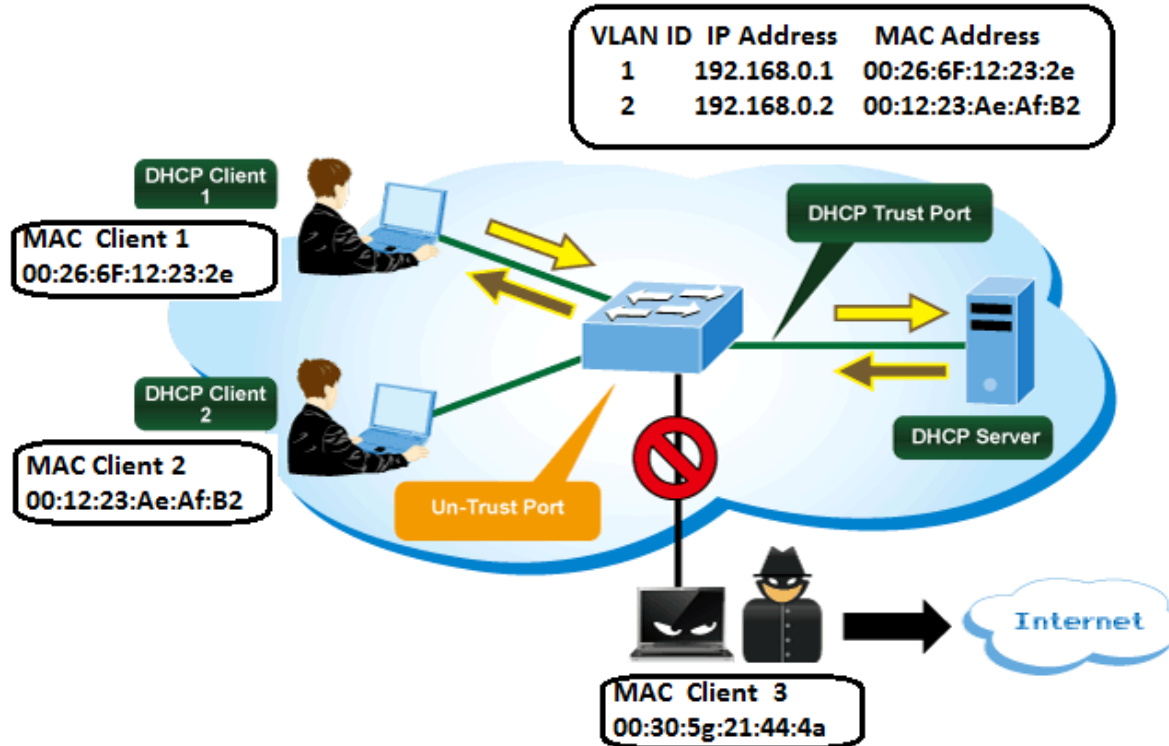 VLAN ID IP Address MAC Address
1 192.168.0.1 00:26:6F:12:23:2e
2 192.168.0.2 00:12:23:Ae:Af:B2
DHCP Client
1
MAC Client 1
00:26:6F:12:23:2e
DHCP Trust Port
DHCP Client
2
MAC Client 2
00:12:23:Ae:Af:B2
Un-Trust Port
DHCP Server
Internet
MAC Client 3
00:30:5g:21:44:4a